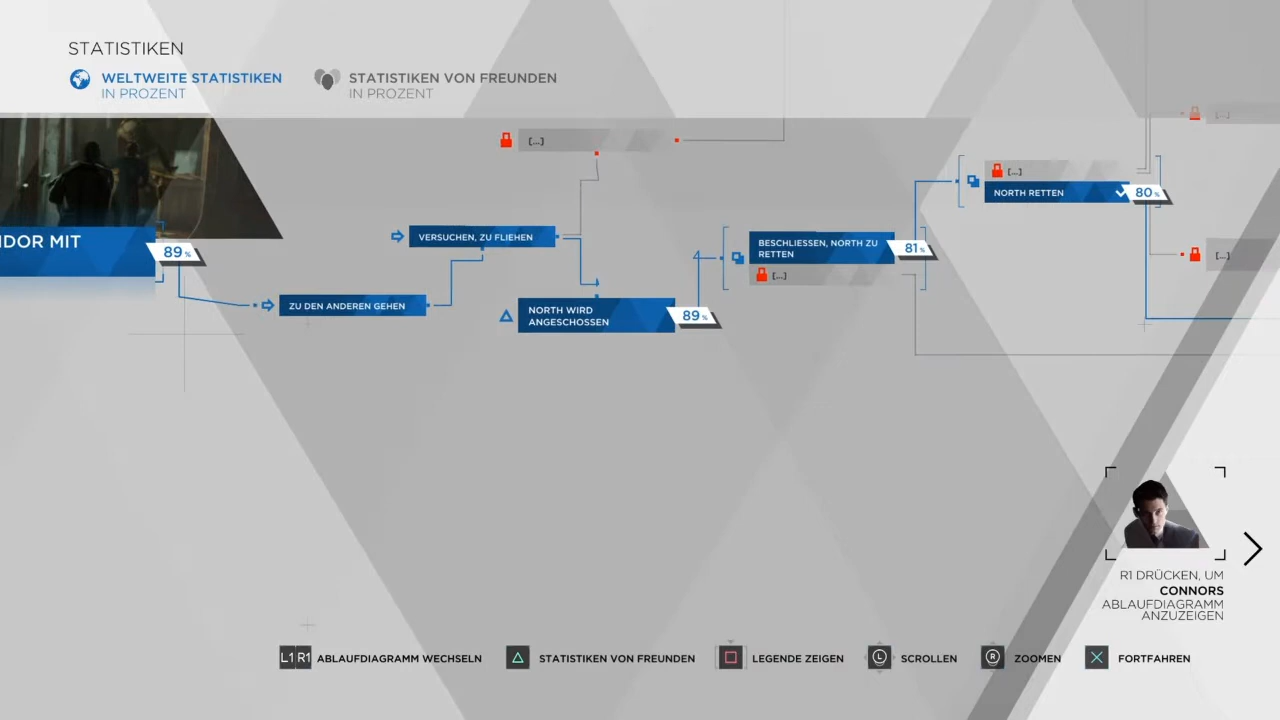 STATISTIKEN
WELTWEITE STATISTIKEN
IN PROZENT
STATISTIKEN VON FREUNDEN
IN PROZENT
[...]
[...]
[...]
NORTH RETTEN
80 %
IDOR MIT
89 %
VERSUCHEN, ZU FLIEHEN
BESCHLIESSEN, NORTH ZU
RETTEN
81 %
[...]
[...]
ZU DEN ANDEREN GEHEN
NORTH WIRD
ANGESCHOSSEN
89 %
R1 DRÜCKEN, UM
CONNORS
ABLAUFDIAGRAMM
ANZUZEIGEN
L1 R1 ABLAUFDIAGRAMM WECHSELN
STATISTIKEN VON FREUNDEN
LEGENDE ZEIGEN
L SCROLLEN
R ZOOMEN
FORTFAHREN